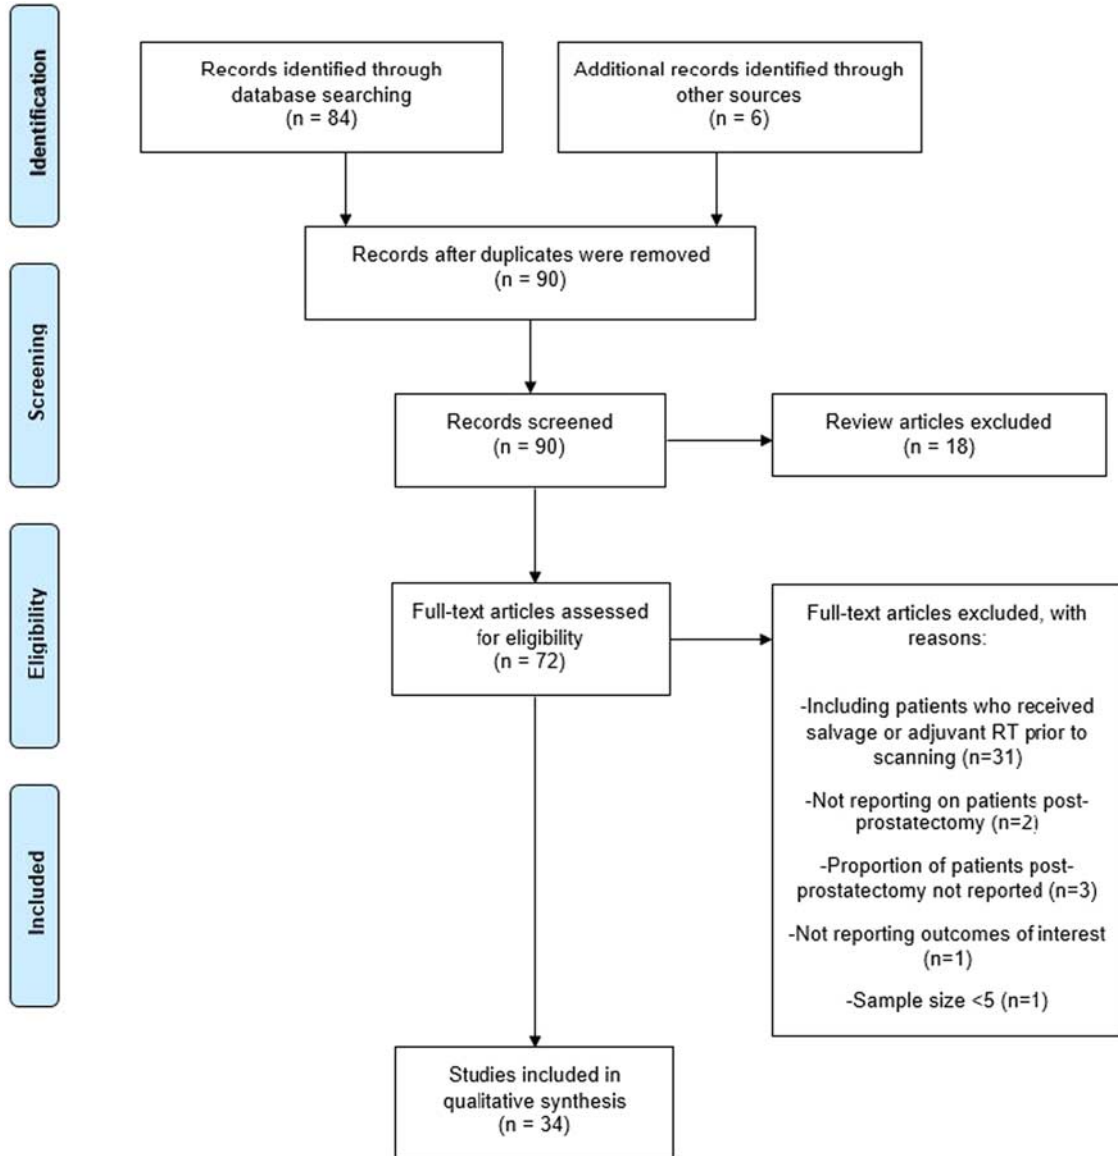 Identification
Records identified through
database searching
(n = 84)
Additional records identified through
other sources
(n = 6)
Records after duplicates were removed
(n = 90)
Screening
Records screened
(n = 90)
Review articles excluded
(n = 18)
Eligibility
Full-text articles assessed
for eligibility
(n = 72)
Full-text articles excluded, with
reasons:
-Including patients who received
salvage or adjuvant RT prior to
scanning (n=31)
-Not reporting on patients post-
prostatectomy (n=2)
-Proportion of patients post-
prostatectomy not reported (n=3)
-Not reporting outcomes of interest
(n=1)
-Sample size <5 (n=1)
Included
Studies included in
qualitative synthesis
(n = 34)